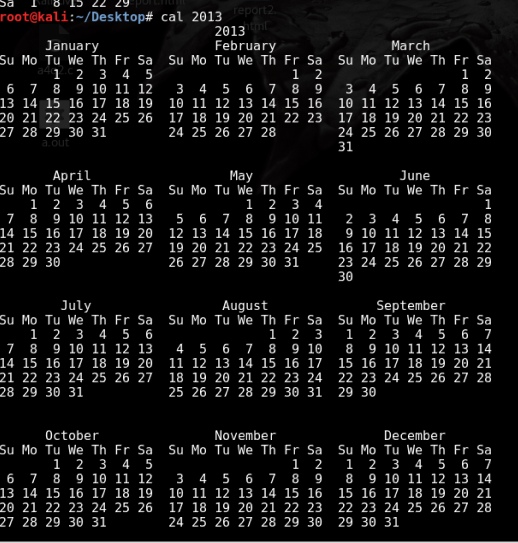 Sa  1  8 15 22 29
root@kali:~/Desktop# cal 2013
                            2013
      January               February               March
Su Mo Tu We Th Fr Sa  Su Mo Tu We Th Fr Sa  Su Mo Tu We Th Fr Sa
       1  2  3  4  5                  1  2                  1  2
 6  7  8  9 10 11 12   3  4  5  6  7  8  9   3  4  5  6  7  8  9
13 14 15 16 17 18 19  10 11 12 13 14 15 16  10 11 12 13 14 15 16
20 21 22 23 24 25 26  17 18 19 20 21 22 23  17 18 19 20 21 22 23
27 28 29 30 31        24 25 26 27 28        24 25 26 27 28 29 30
                                            31
       April                  May                   June
Su Mo Tu We Th Fr Sa  Su Mo Tu We Th Fr Sa  Su Mo Tu We Th Fr Sa
    1  2  3  4  5  6            1  2  3  4                     1
 7  8  9 10 11 12 13   5  6  7  8  9 10 11   2  3  4  5  6  7  8
14 15 16 17 18 19 20  12 13 14 15 16 17 18   9 10 11 12 13 14 15
21 22 23 24 25 26 27  19 20 21 22 23 24 25  16 17 18 19 20 21 22
28 29 30              26 27 28 29 30 31     23 24 25 26 27 28 29
                                            30
        July                 August              September
Su Mo Tu We Th Fr Sa  Su Mo Tu We Th Fr Sa  Su Mo Tu We Th Fr Sa
    1  2  3  4  5  6               1  2  3   1  2  3  4  5  6  7
 7  8  9 10 11 12 13   4  5  6  7  8  9 10   8  9 10 11 12 13 14
14 15 16 17 18 19 20  11 12 13 14 15 16 17  15 16 17 18 19 20 21
21 22 23 24 25 26 27  18 19 20 21 22 23 24  22 23 24 25 26 27 28
28 29 30 31           25 26 27 28 29 30 31  29 30
      October               November              December
Su Mo Tu We Th Fr Sa  Su Mo Tu We Th Fr Sa  Su Mo Tu We Th Fr Sa
       1  2  3  4  5                  1  2   1  2  3  4  5  6  7
 6  7  8  9 10 11 12   3  4  5  6  7  8  9   8  9 10 11 12 13 14
13 14 15 16 17 18 19  10 11 12 13 14 15 16  15 16 17 18 19 20 21
20 21 22 23 24 25 26  17 18 19 20 21 22 23  22 23 24 25 26 27 28
27 28 29 30 31        24 25 26 27 28 29 30  29 30 31
report2.
html
a.out